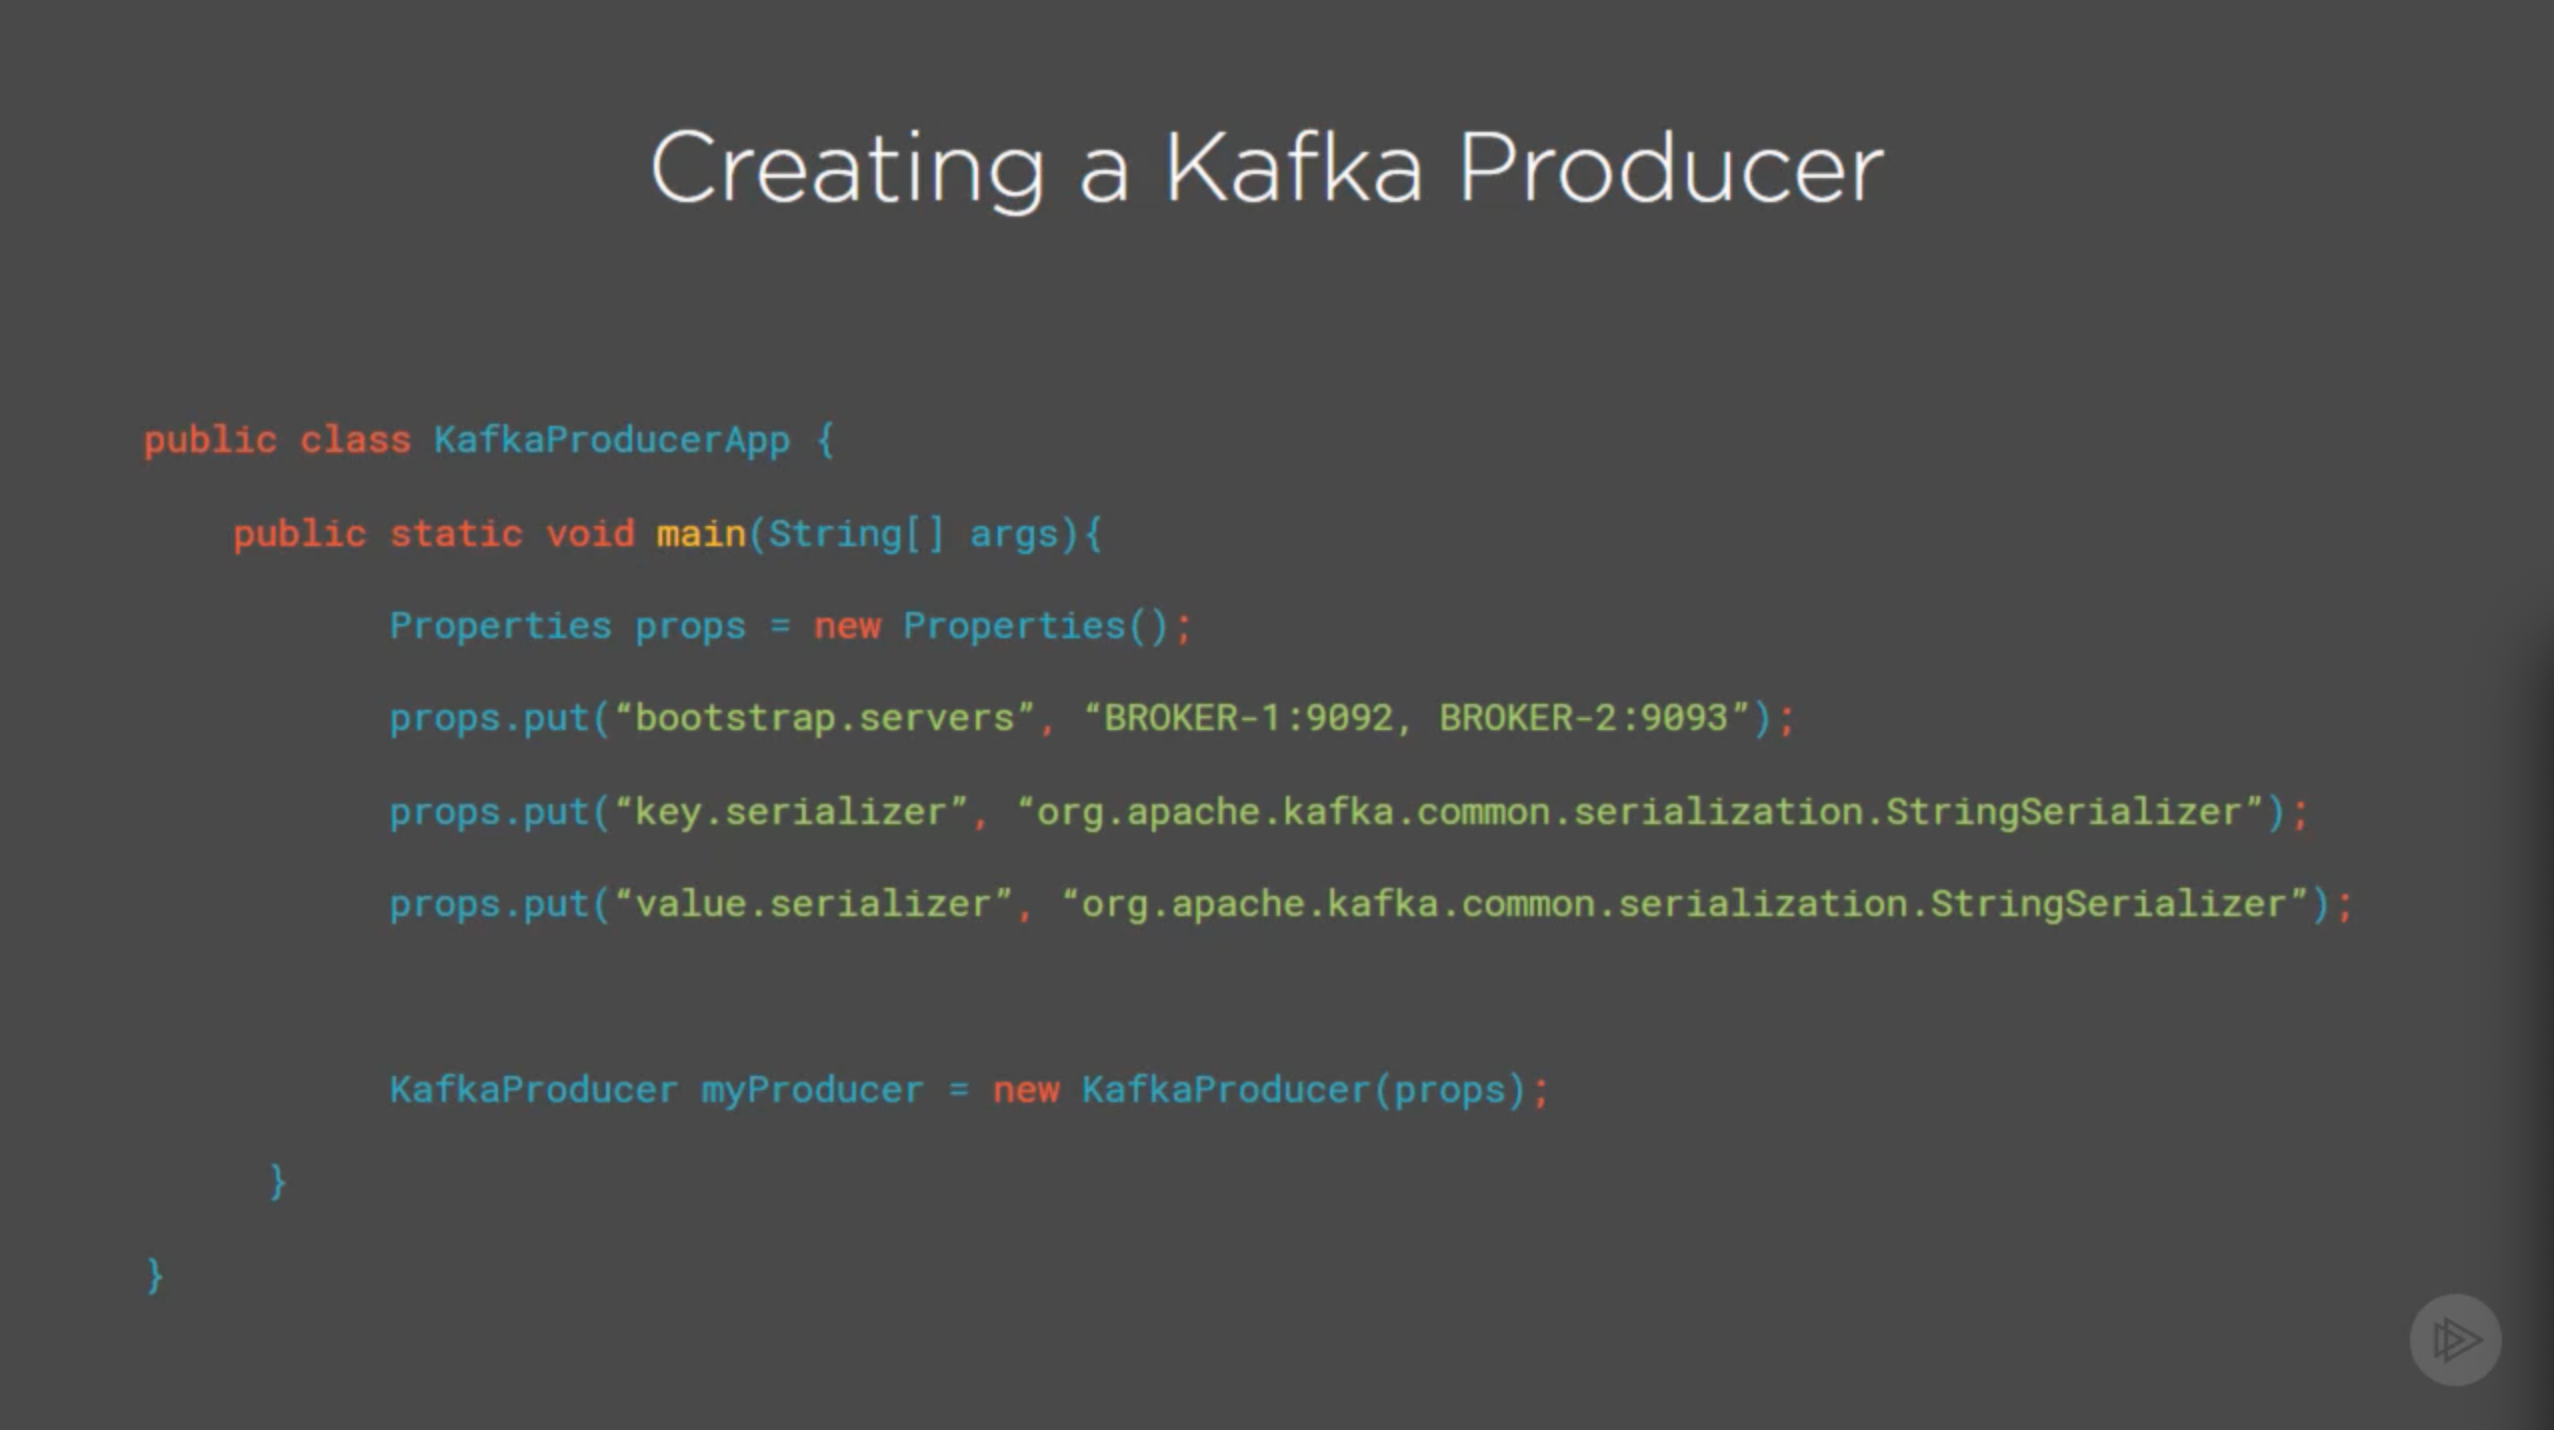 Creating a Kafka Producer
public class KafkaProducerApp {
public static void main(String[] args){
Properties props = new Properties();
props.put(“bootstrap.servers”, “BROKER-1:9092, BROKER-2:9093”);
props.put(“key.serializer”, “org.apache.kafka.common.serialization.StringSerializer”);
props.put(“value.serializer”, “org.apache.kafka.common.serialization.StringSerializer”);
KafkaProducer myProducer = new KafkaProducer(props);
}
}